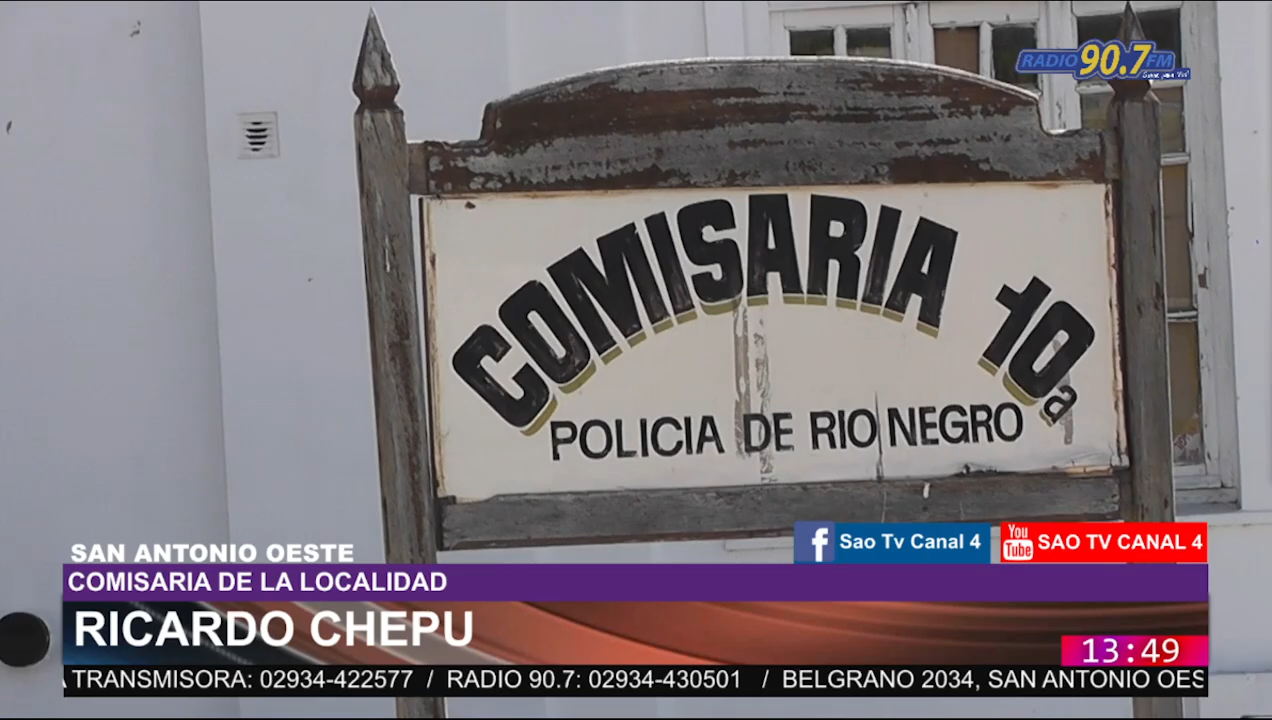 RADIO 90.7 FM
COMISARIA 10a
POLICIA DE RIO NEGRO
Sao Tv Canal 4
You Tube SAO TV CANAL 4
SAN ANTONIO OESTE
COMISARIA DE LA LOCALIDAD
RICARDO CHEPU
13:49
TRANSMISORA: 02934-422577 / RADIO 90.7: 02934-430501 / BELGRANO 2034, SAN ANTONIO OES